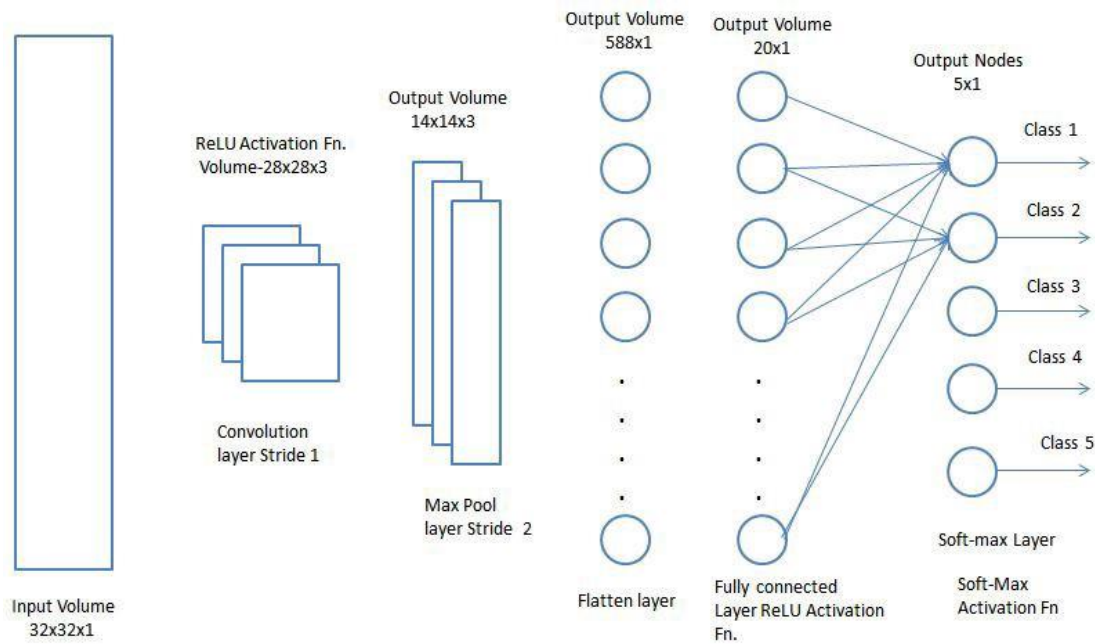 Input Volume
32x32x1
ReLU Activation Fn.
Volume-28x28x3
Convolution
layer Stride 1
Output Volume
14x14x3
Max Pool
layer Stride 2
Output Volume
588x1
Flatten layer
Output Volume
20x1
Fully connected
Layer ReLU Activation
Fn.
Output Nodes
5x1
Class 1
Class 2
Class 3
Class 4
Class 5
Soft-max Layer
Soft-Max
Activation Fn